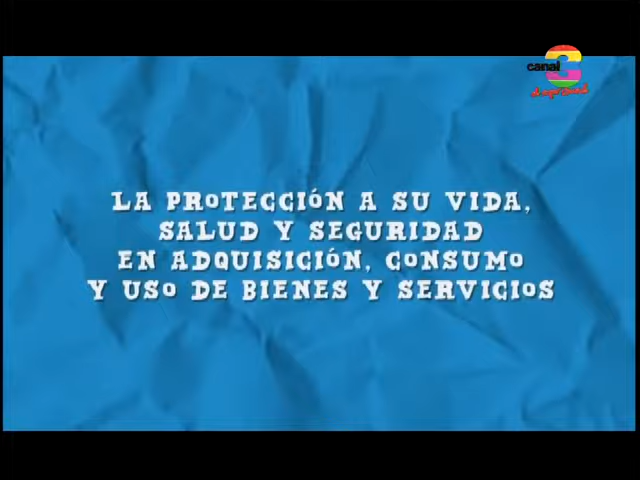 canal 3
LA PROTECCIÓN A SU VIDA,
SALUD Y SEGURIDAD
EN ADQUISICIÓN, CONSUMO
Y USO DE BIENES Y SERVICIOS